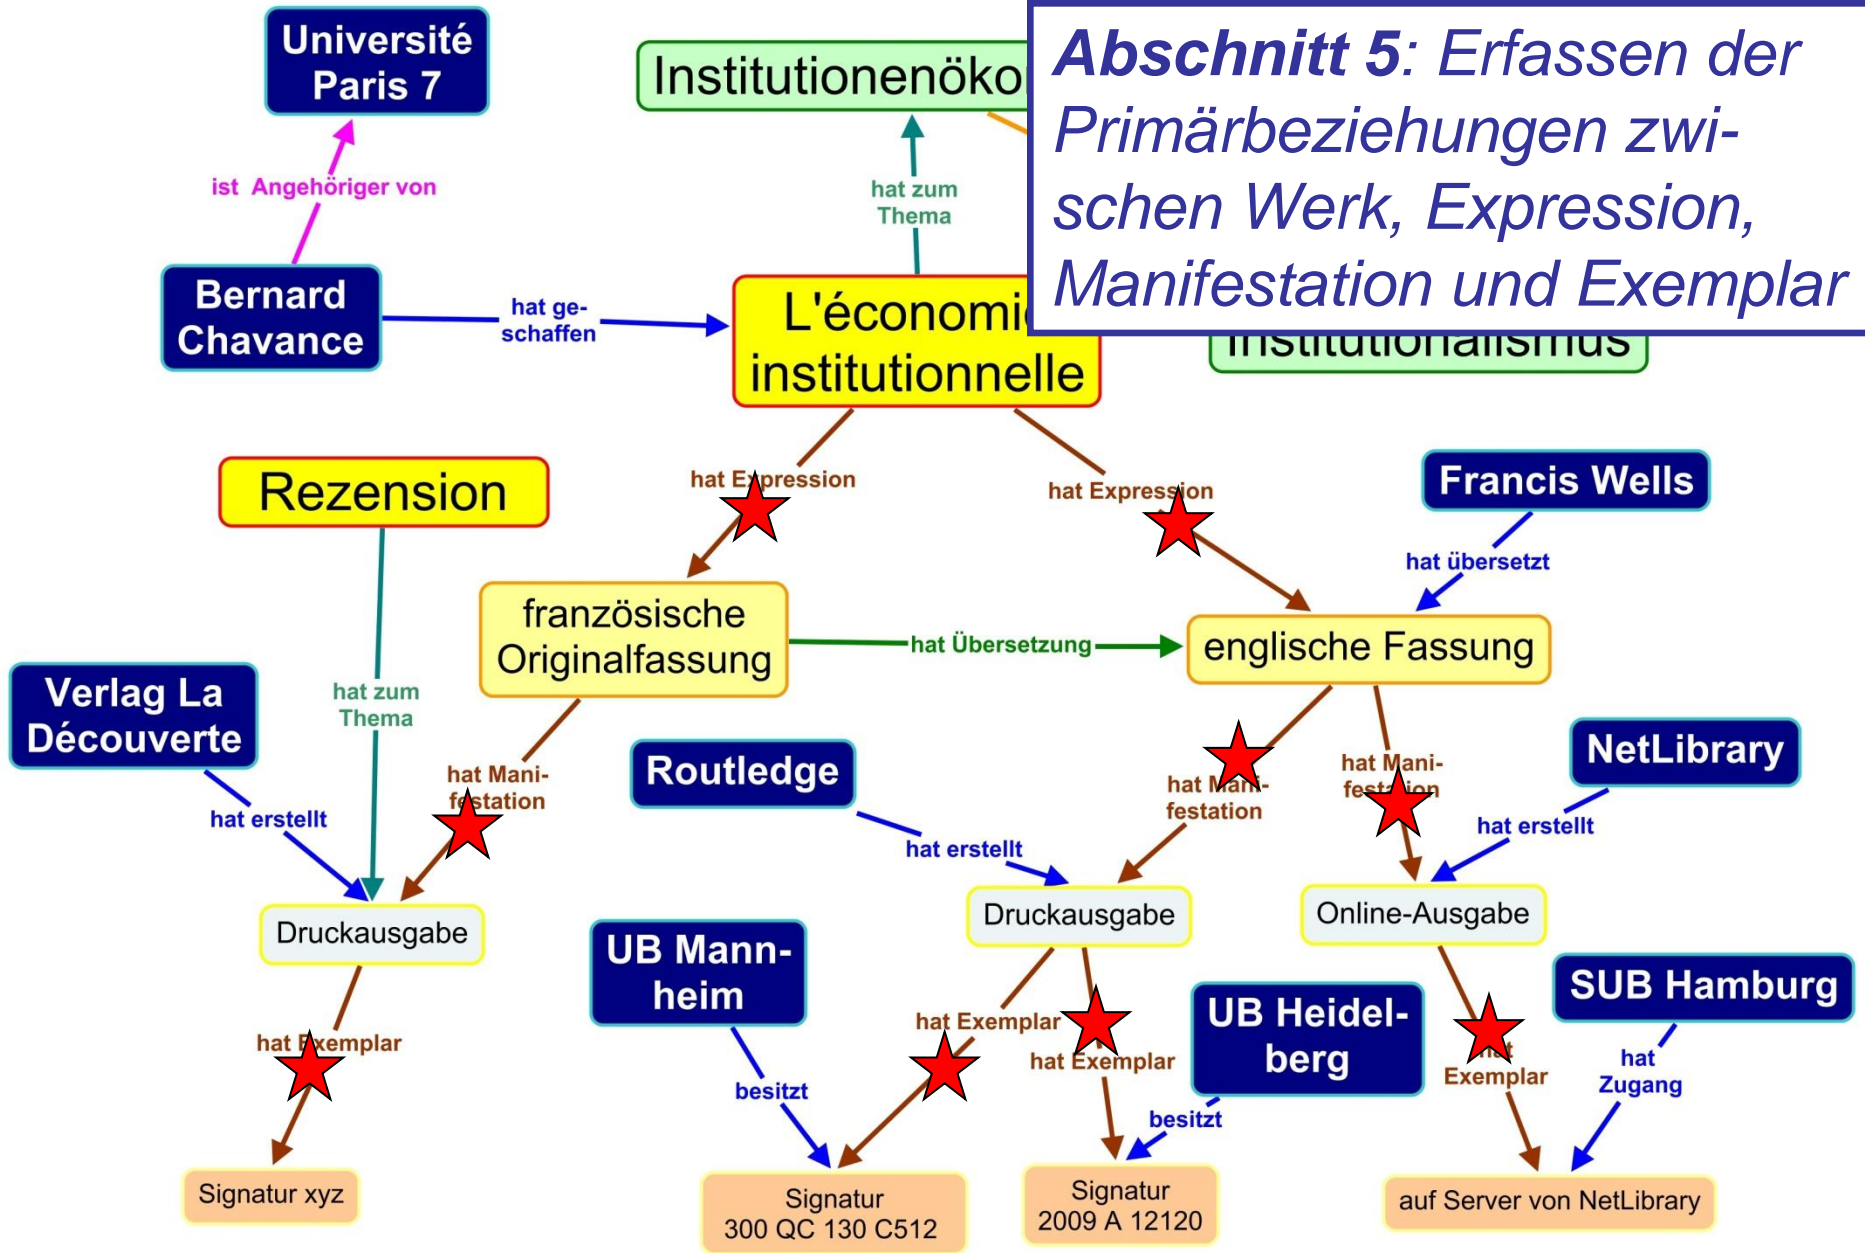 Université
Paris 7
Institutionenöko
Abschnitt 5: Erfassen der
Primärbeziehungen zwi-
schen Werk, Expression,
Manifestation und Exemplar
ist Angehöriger von
hat zum
Thema
Bernard
Chavance
hat ge-
schaffen
L'économi
institutionnelle
Institutionalismus
Rezension
hat Expression
hat Expression
Francis Wells
hat übersetzt
französische
Originalfassung
hat Übersetzung
englische Fassung
Verlag La
Découverte
hat zum
Thema
hat Mani-
festation
Routledge
hat Mani-
festation
hat Mani-
festation
NetLibrary
hat erstellt
hat erstellt
hat erstellt
Druckausgabe
Druckausgabe
Online-Ausgabe
UB Mann-
heim
UB Heidel-
berg
SUB Hamburg
hat Exemplar
hat Exemplar
hat Exemplar
hat
Exemplar
hat
Zugang
besitzt
besitzt
Signatur xyz
Signatur
300 QC 130 C512
Signatur
2009 A 12120
auf Server von NetLibrary